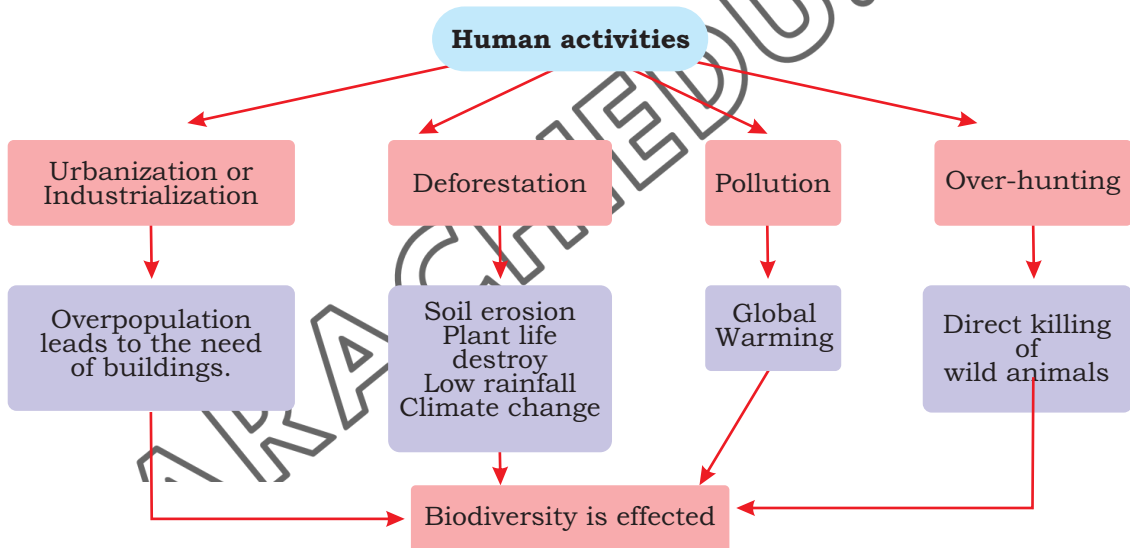 Human activities
Urbanization or
Industrialization
Deforestation
Pollution
Over-hunting
Overpopulation
leads to the need
of buildings.
Soil erosion
Plant life
destroy
Low rainfall
Climate change
Global
Warming
Direct killing
of
wild animals
Biodiversity is effected